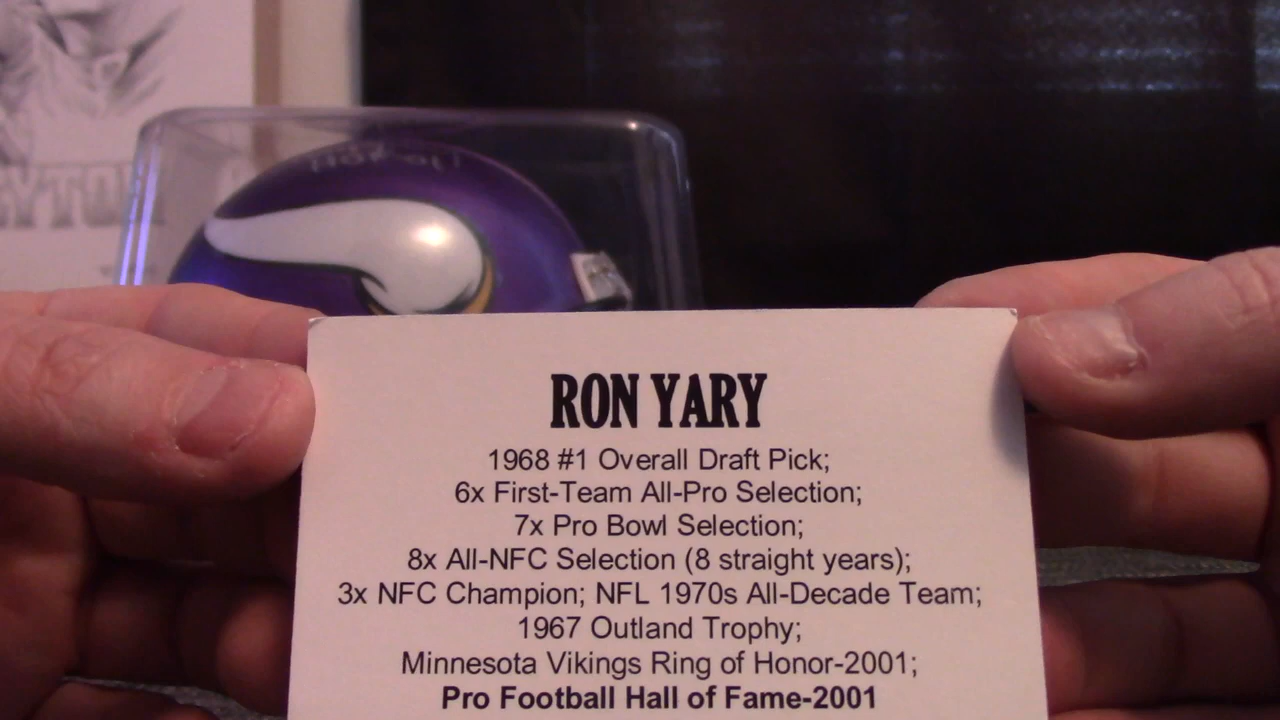 RON YARY
1968 #1 Overall Draft Pick;
6x First-Team All-Pro Selection;
7x Pro Bowl Selection;
8x All-NFC Selection (8 straight years);
3x NFC Champion; NFL 1970s All-Decade Team;
1967 Outland Trophy;
Minnesota Vikings Ring of Honor-2001;
Pro Football Hall of Fame-2001